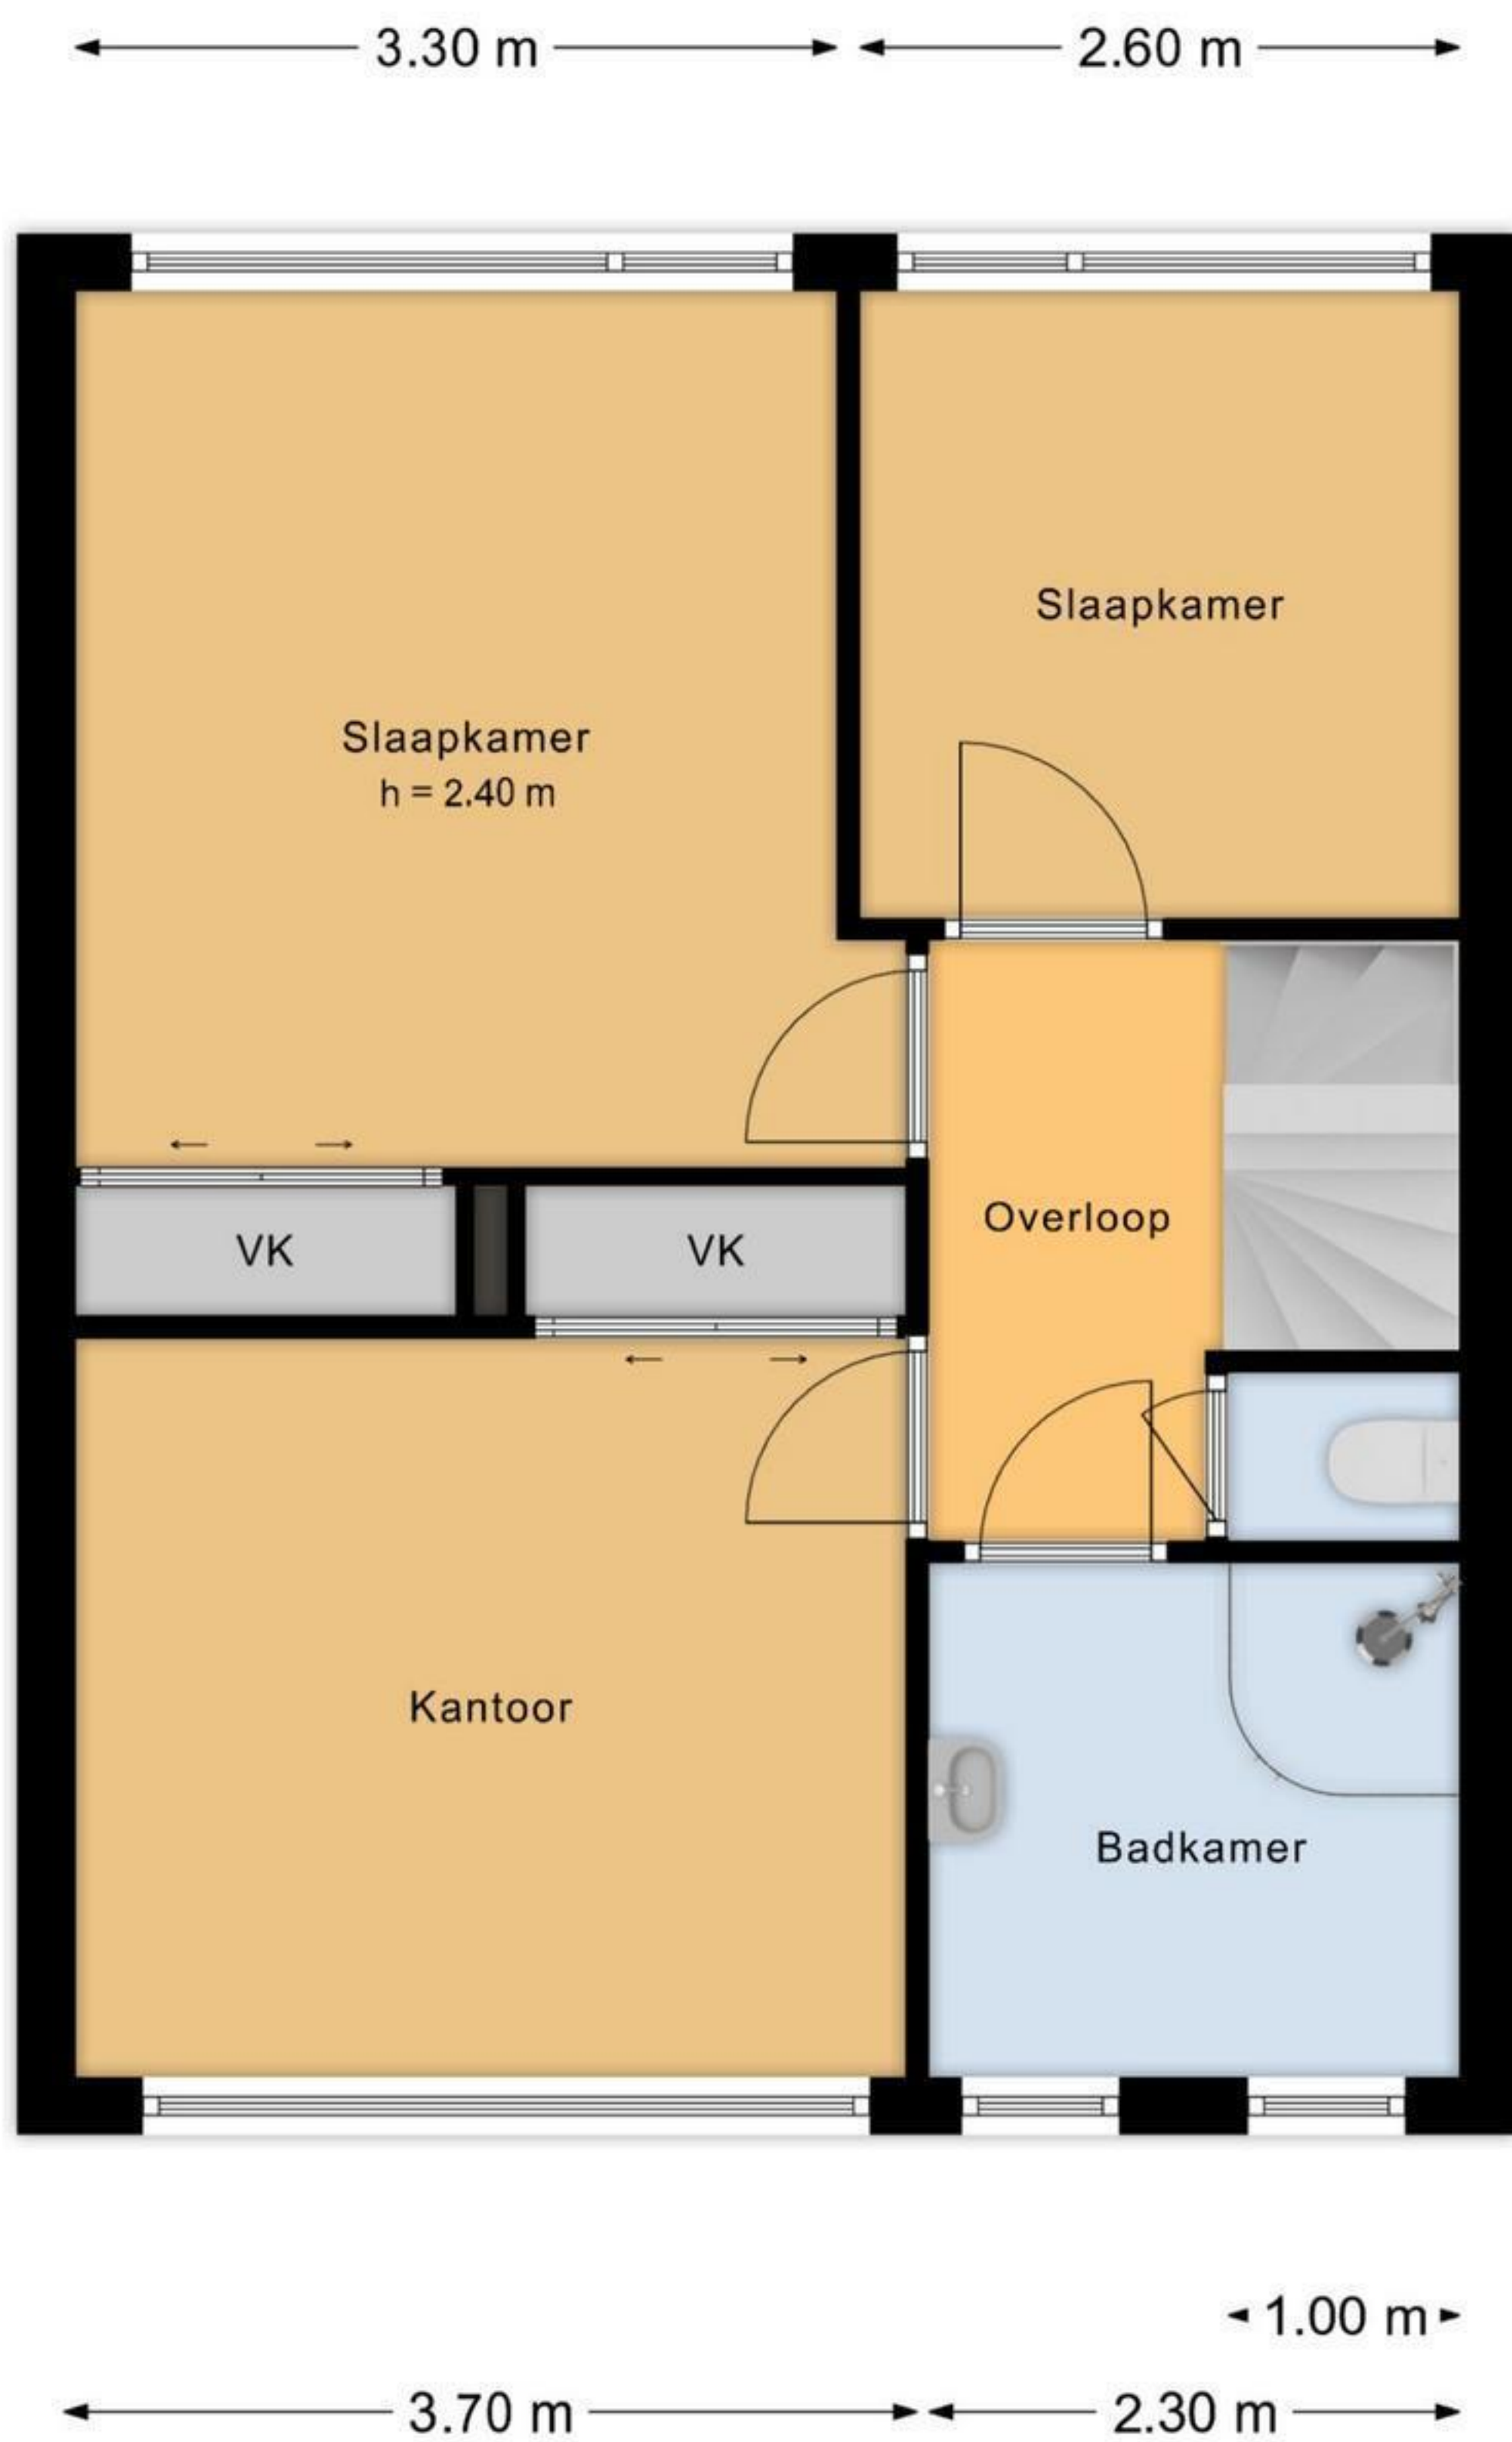 3.30 m
2.60 m
Slaapkamer
Slaapkamer
h = 2.40 m
VK
VK
Overloop
Kantoor
Badkamer
1.00 m
3.70 m
2.30 m